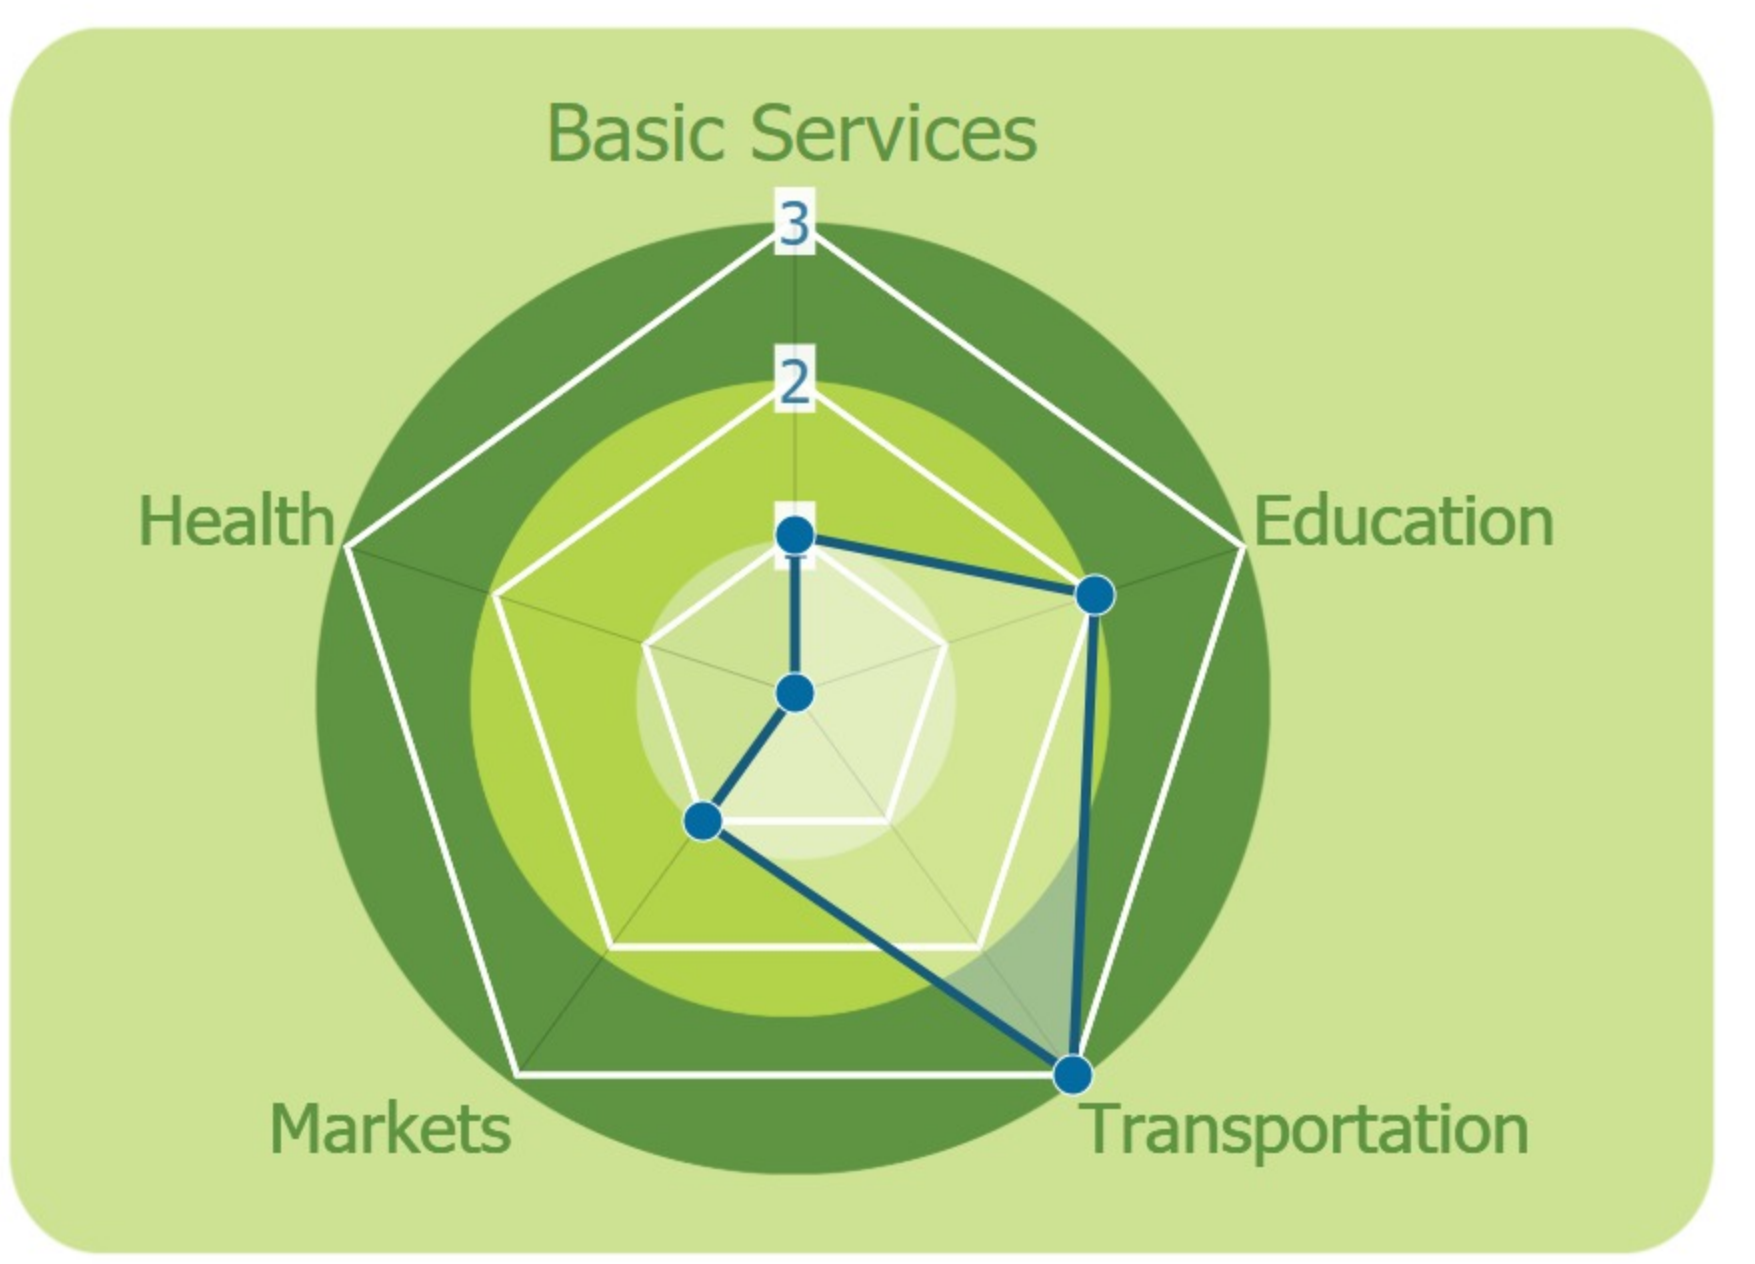 Basic Services
3
2
Health
Education
Markets
Transportation